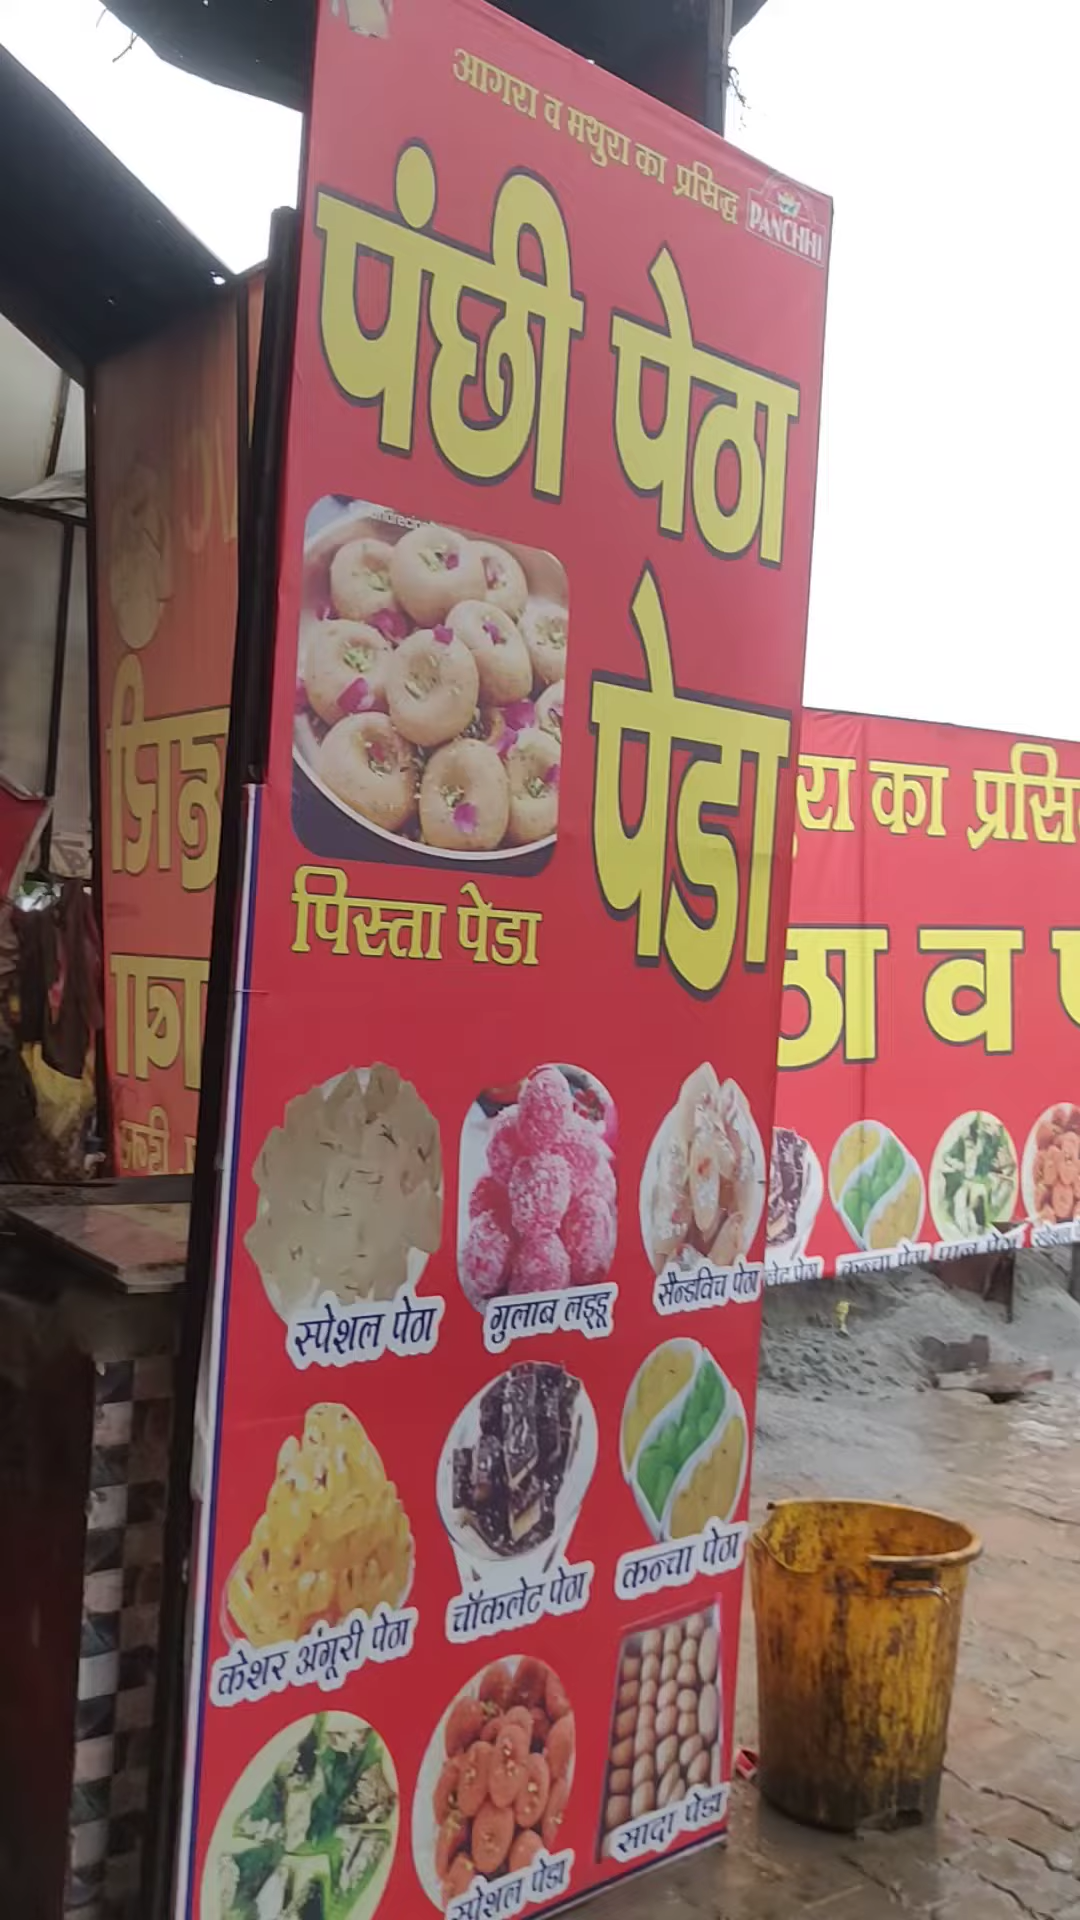 आगरा व मथुरा का प्रसिद्ध
PANCHHI
पंछी पेठा
पेडा
पिस्ता पेडा
स्पेशल पेठा
गुलाब लड्डू
सैन्डविच पेठा
केशर अंगूरी पेठा
चॉकलेट पेठा
कन्चा पेठा
स्पेशल पेडा
सादा पेडा
रा का प्रसि
ठा व
कन्चा पेठा
पान पेठा